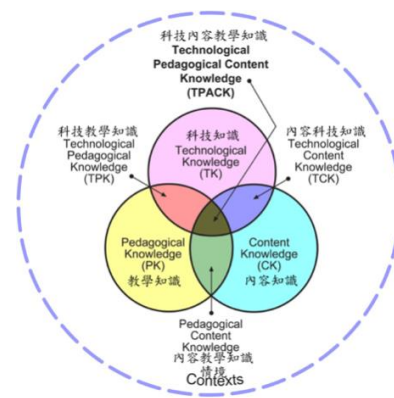 科技內容教學知識
Technological
Pedagogical Content
Knowledge
(TPACK)
科技教學知識
Technological
Pedagogical
Knowledge
(TPK)
科技知識
Technological
Knowledge
(TK)
內容科技知識
Technological
Content
Knowledge
(TCK)
Pedagogical
Knowledge
(PK)
教學知識
Content
Knowledge
(CK)
內容知識
Pedagogical
Content
Knowledge
內容教學知識
情境
Contexts